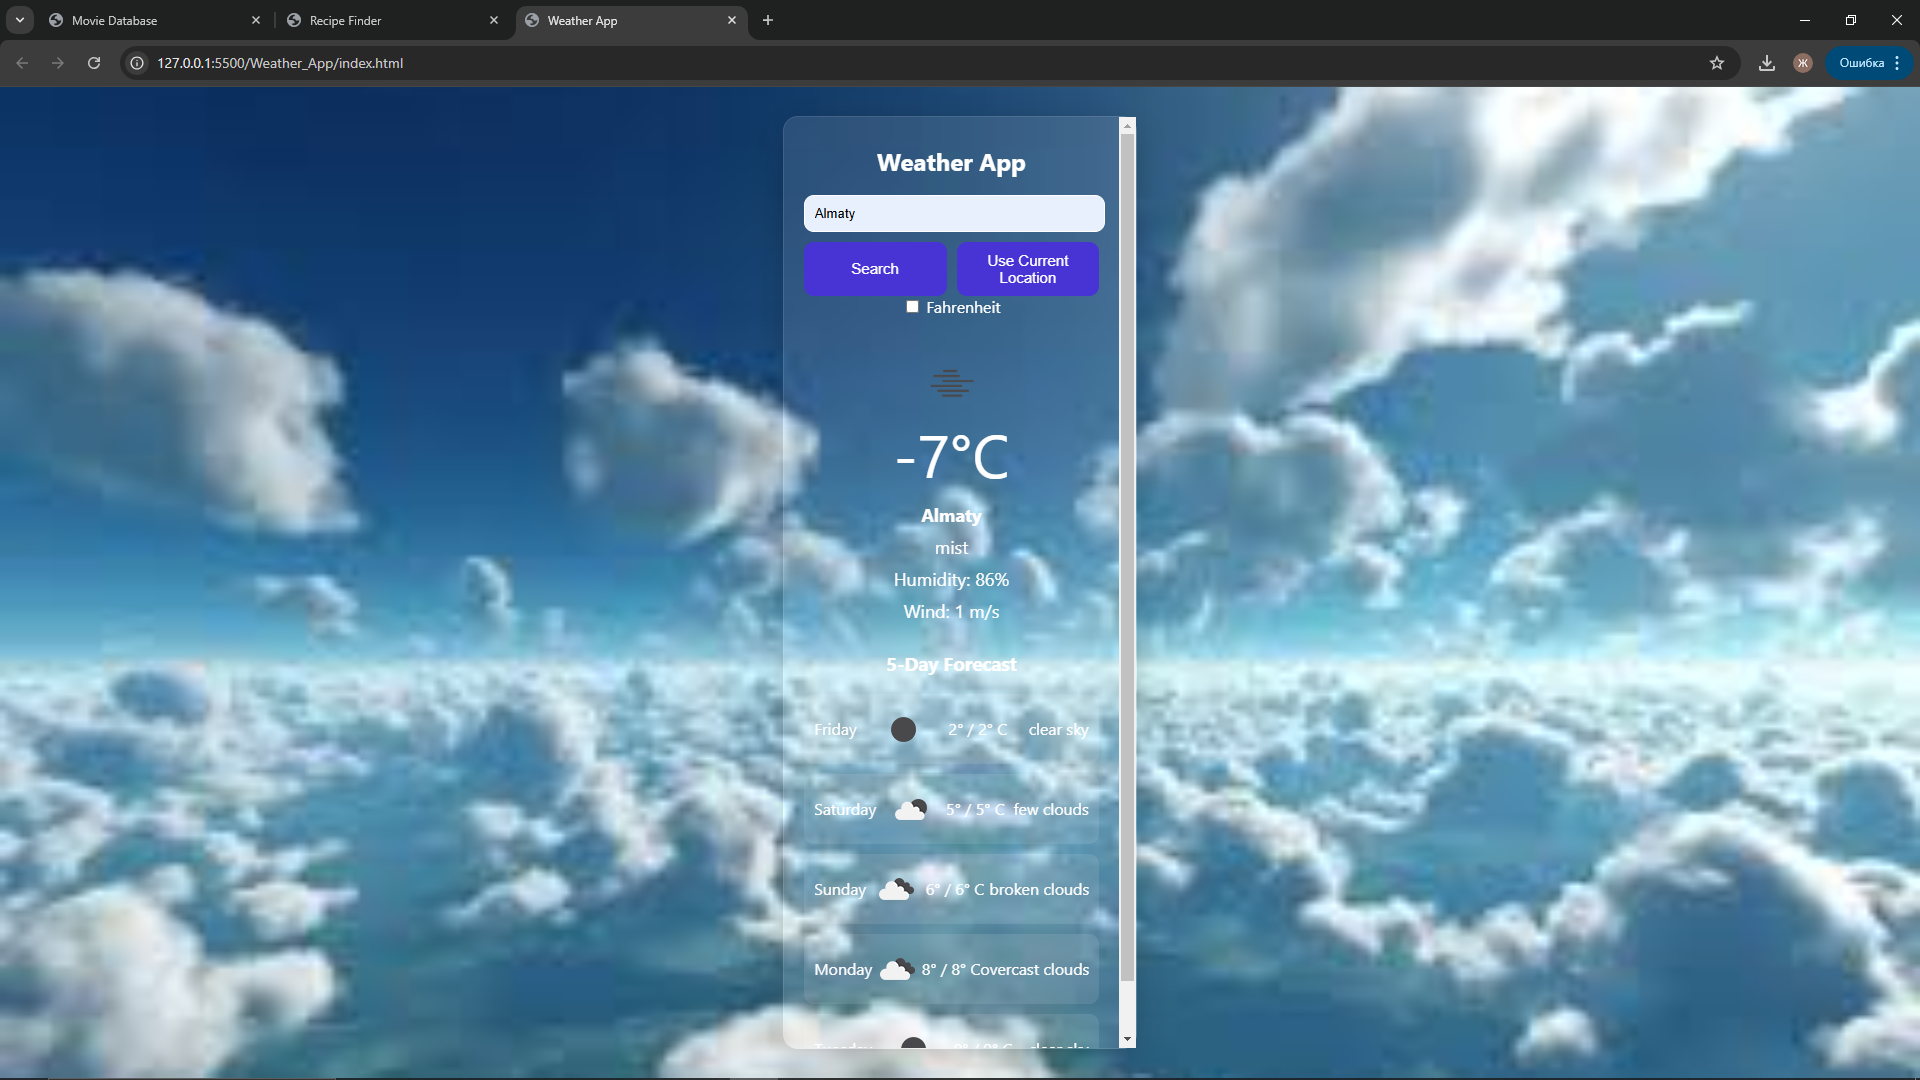 Movie Database
Recipe Finder
Weather App
127.0.0.1:5500/Weather_App/index.html
Ж
Ошибка
Weather App
Almaty
Search
Use Current
Location
Fahrenheit
-7°C
Almaty
mist
Humidity: 86%
Wind: 1 m/s
5-Day Forecast
Friday 2° / 2° C clear sky
Saturday 5° / 5° C few clouds
Sunday 6° / 6° C broken clouds
Monday 8° / 8° Covercast clouds